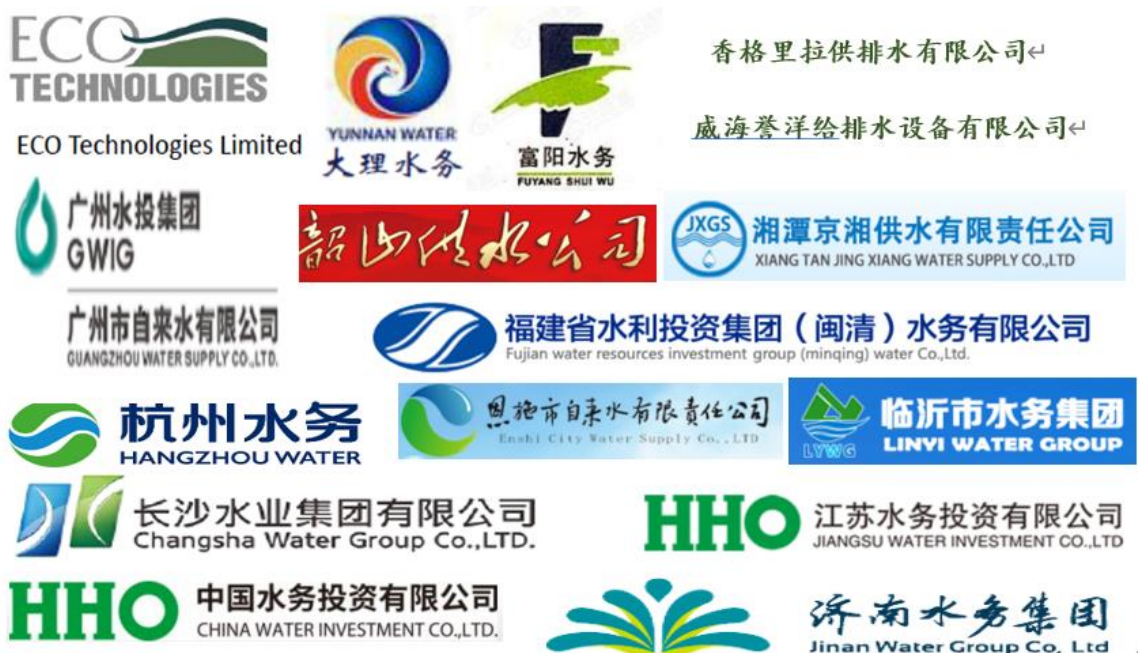 ECO
TECHNOLOGIES
ECO Technologies Limited
YUNNAN WATER
大理水务
富阳水务
FUYANG SHUI WU
香格里拉供排水有限公司↵
威海誉洋给排水设备有限公司↵
广州水投集团
GWIG
广州市自来水有限公司
GUANGZHOU WATER SUPPLY CO.,LTD.
韶山供水公司
JXGS
湘潭京湘供水有限责任公司
XIANG TAN JING XIANG WATER SUPPLY CO.,LTD
福建省水利投资集团（闽清）水务有限公司
Fujian water resources investment group (minqing) water Co.,Ltd.
杭州水务
HANGZHOU WATER
恩施市自来水有限责任公司
Enshi City Water Supply Co.,LTD
LYWG
临沂市水务集团
LINYI WATER GROUP
长沙水业集团有限公司
Changsha Water Group Co.,LTD.
HHO
江苏水务投资有限公司
JIANGSU WATER INVESTMENT CO.,LTD
HHO
中国水务投资有限公司
CHINA WATER INVESTMENT CO.,LTD.
济南水务集团
Jinan Water Group Co, Ltd